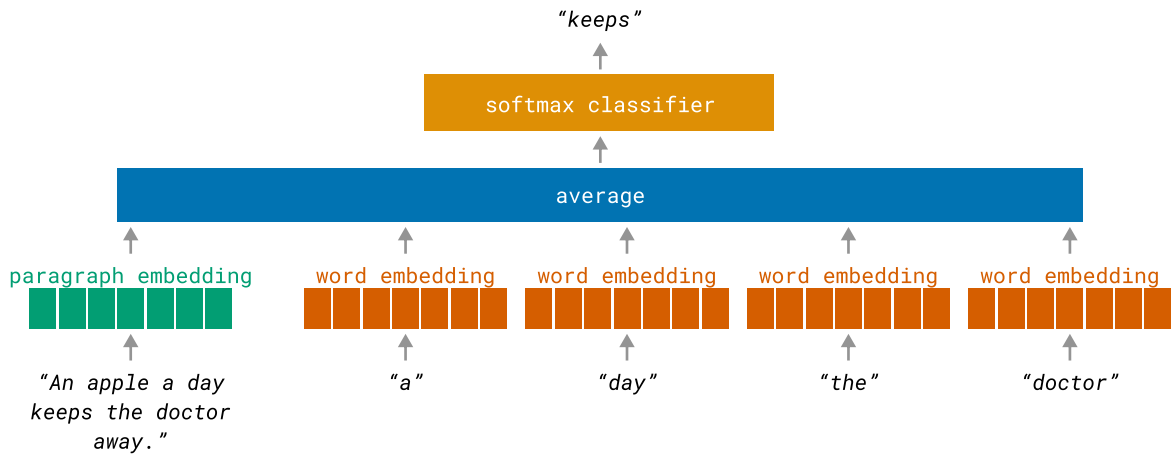 “keeps”
softmax classifier
average
paragraph embedding
word embedding
word embedding
word embedding
word embedding
“An apple a day
keeps the doctor
away.”
“a”
“day”
“the”
“doctor”